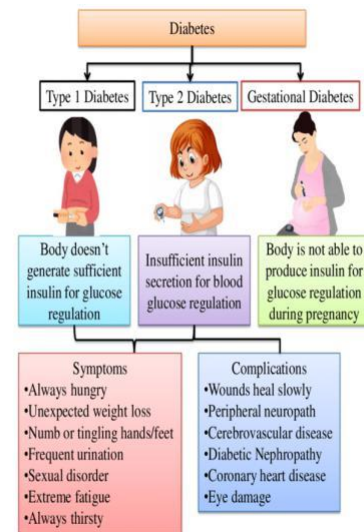 Diabetes
Type 1 Diabetes
Type 2 Diabetes
Gestational Diabetes
Body doesn't
generate sufficient
insulin for glucose
regulation
Insufficient insulin
secretion for blood
glucose regulation
Body is not able to
produce insulin for
glucose regulation
during pregnancy
Symptoms
•Always hungry
•Unexpected weight loss
•Numb or tingling hands/feet
•Frequent urination
•Sexual disorder
•Extreme fatigue
•Always thirsty
Complications
•Wounds heal slowly
•Peripheral neuropath
•Cerebrovascular disease
•Diabetic Nephropathy
•Coronary heart disease
•Eye damage